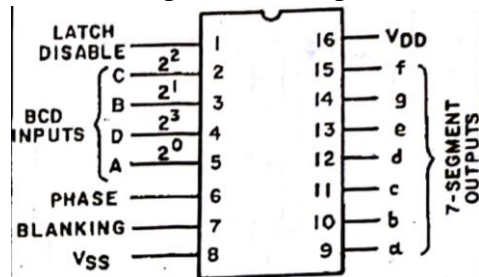 LATCH
DISABLE 1 16 VDD
C 2² 2 15 f
B 2¹ 3 14 g
BCD
INPUTS
D 2³ 4 13 e
A 2⁰ 5 12 d
PHASE 6 11 c
BLANKING 7 10 b
VSS 8 9 a
7-SEGMENT
OUTPUTS